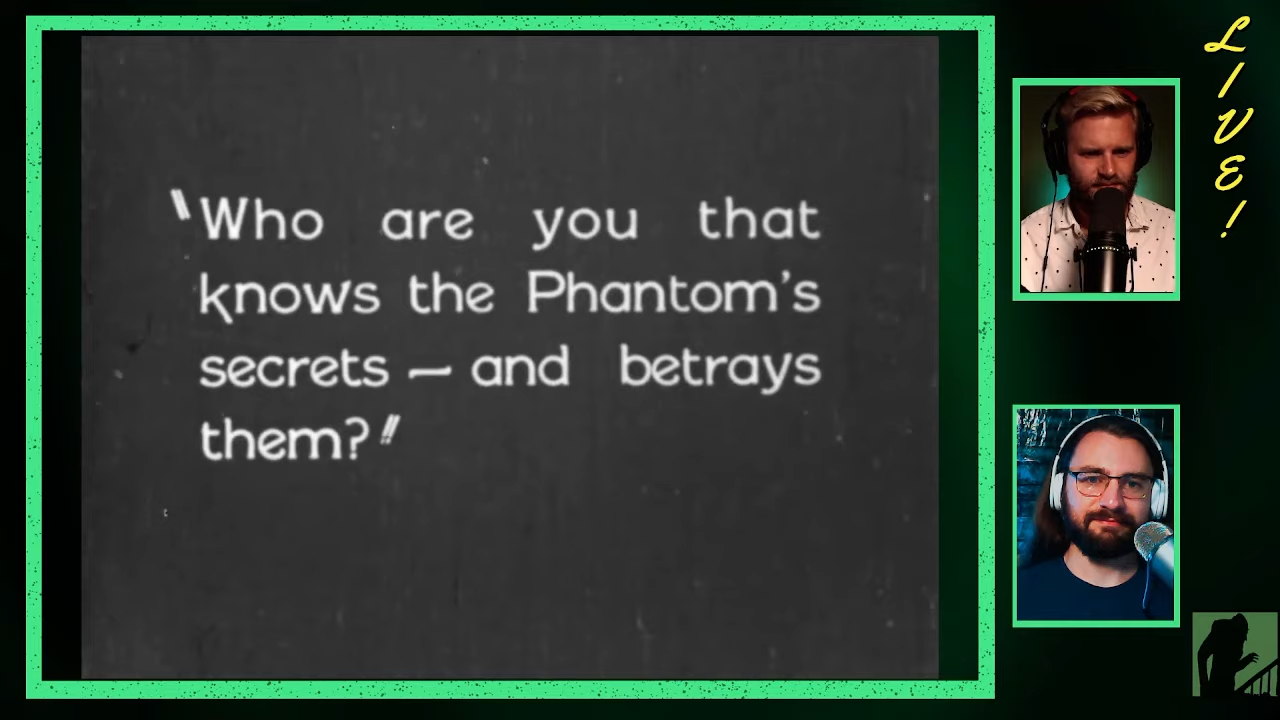 "Who are you that
knows the Phantom's
secrets — and betrays
them?"
LIVE!